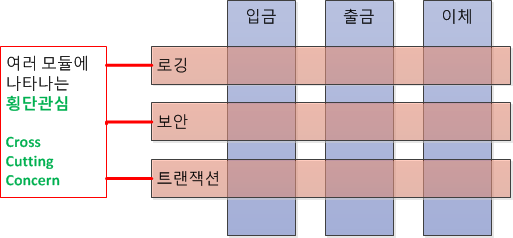 입금 출금 이체
여러 모듈에
나타나는
횡단관심
Cross
Cutting
Concern
로깅
보안
트랜잭션